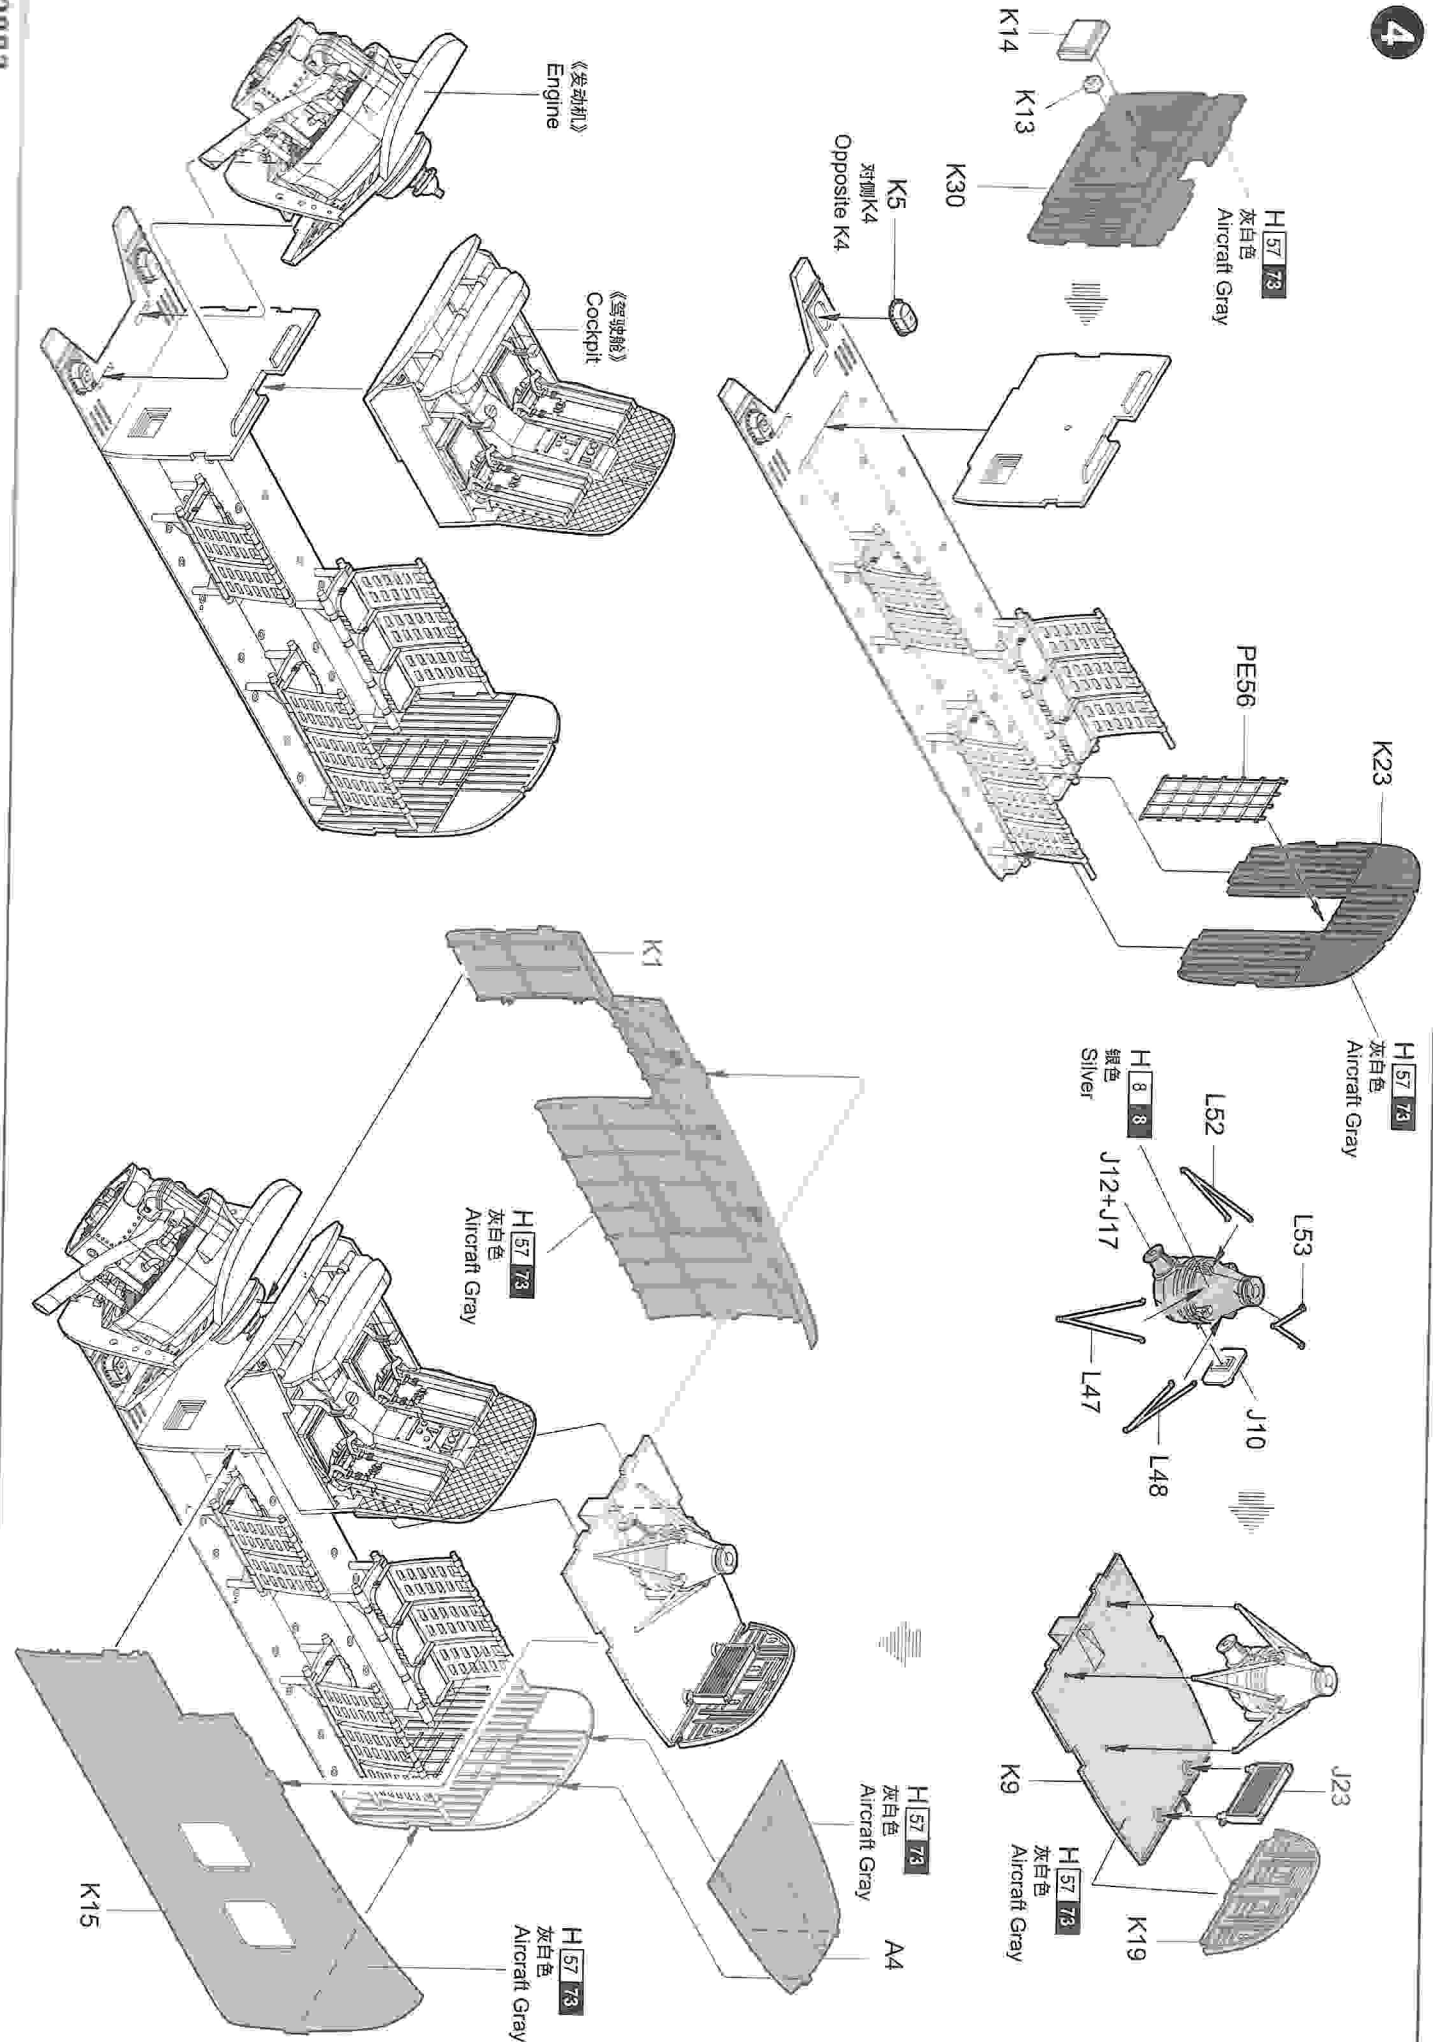 4
K14
K13
K30
H 57 73
灰白色
Aircraft Gray
K5
对侧K4
Opposite K4
PE56
K23
H 57 73
灰白色
Aircraft Gray
《发动机》
Engine
《驾驶舱》
Cockpit
L52
L53
H 8 8
银色
Silver
J12+J17
L47
J10
L48
J23
K9
H 57 73
灰白色
Aircraft Gray
K19
K1
H 57 73
灰白色
Aircraft Gray
H 57 73
灰白色
Aircraft Gray
A4
K15
H 57 73
灰白色
Aircraft Gray